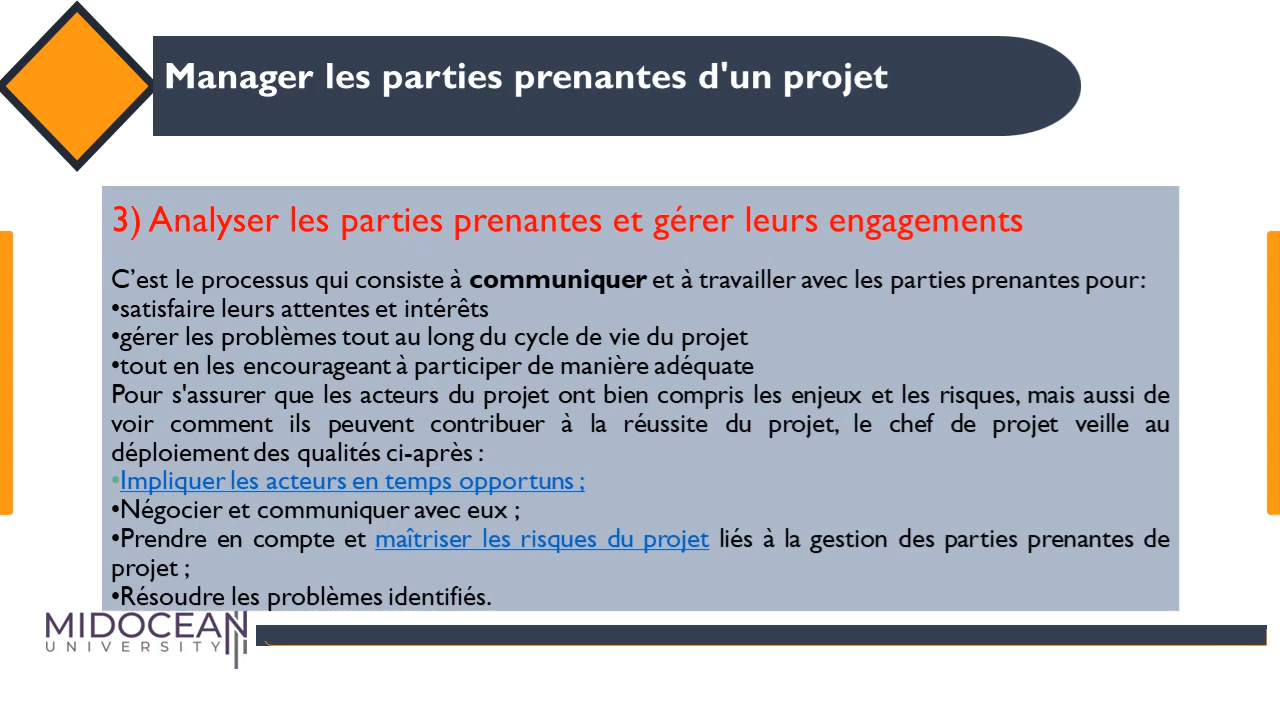 Manager les parties prenantes d'un projet
3) Analyser les parties prenantes et gérer leurs engagements
C’est le processus qui consiste à communiquer et à travailler avec les parties prenantes pour:
•satisfaire leurs attentes et intérêts
•gérer les problèmes tout au long du cycle de vie du projet
•tout en les encourageant à participer de manière adéquate
Pour s'assurer que les acteurs du projet ont bien compris les enjeux et les risques, mais aussi de
voir comment ils peuvent contribuer à la réussite du projet, le chef de projet veille au
déploiement des qualités ci-après :
•Impliquer les acteurs en temps opportuns ;
•Négocier et communiquer avec eux ;
•Prendre en compte et maîtriser les risques du projet liés à la gestion des parties prenantes de
projet ;
•Résoudre les problèmes identifiés.
MIDOCEAN
UNIVERSITY